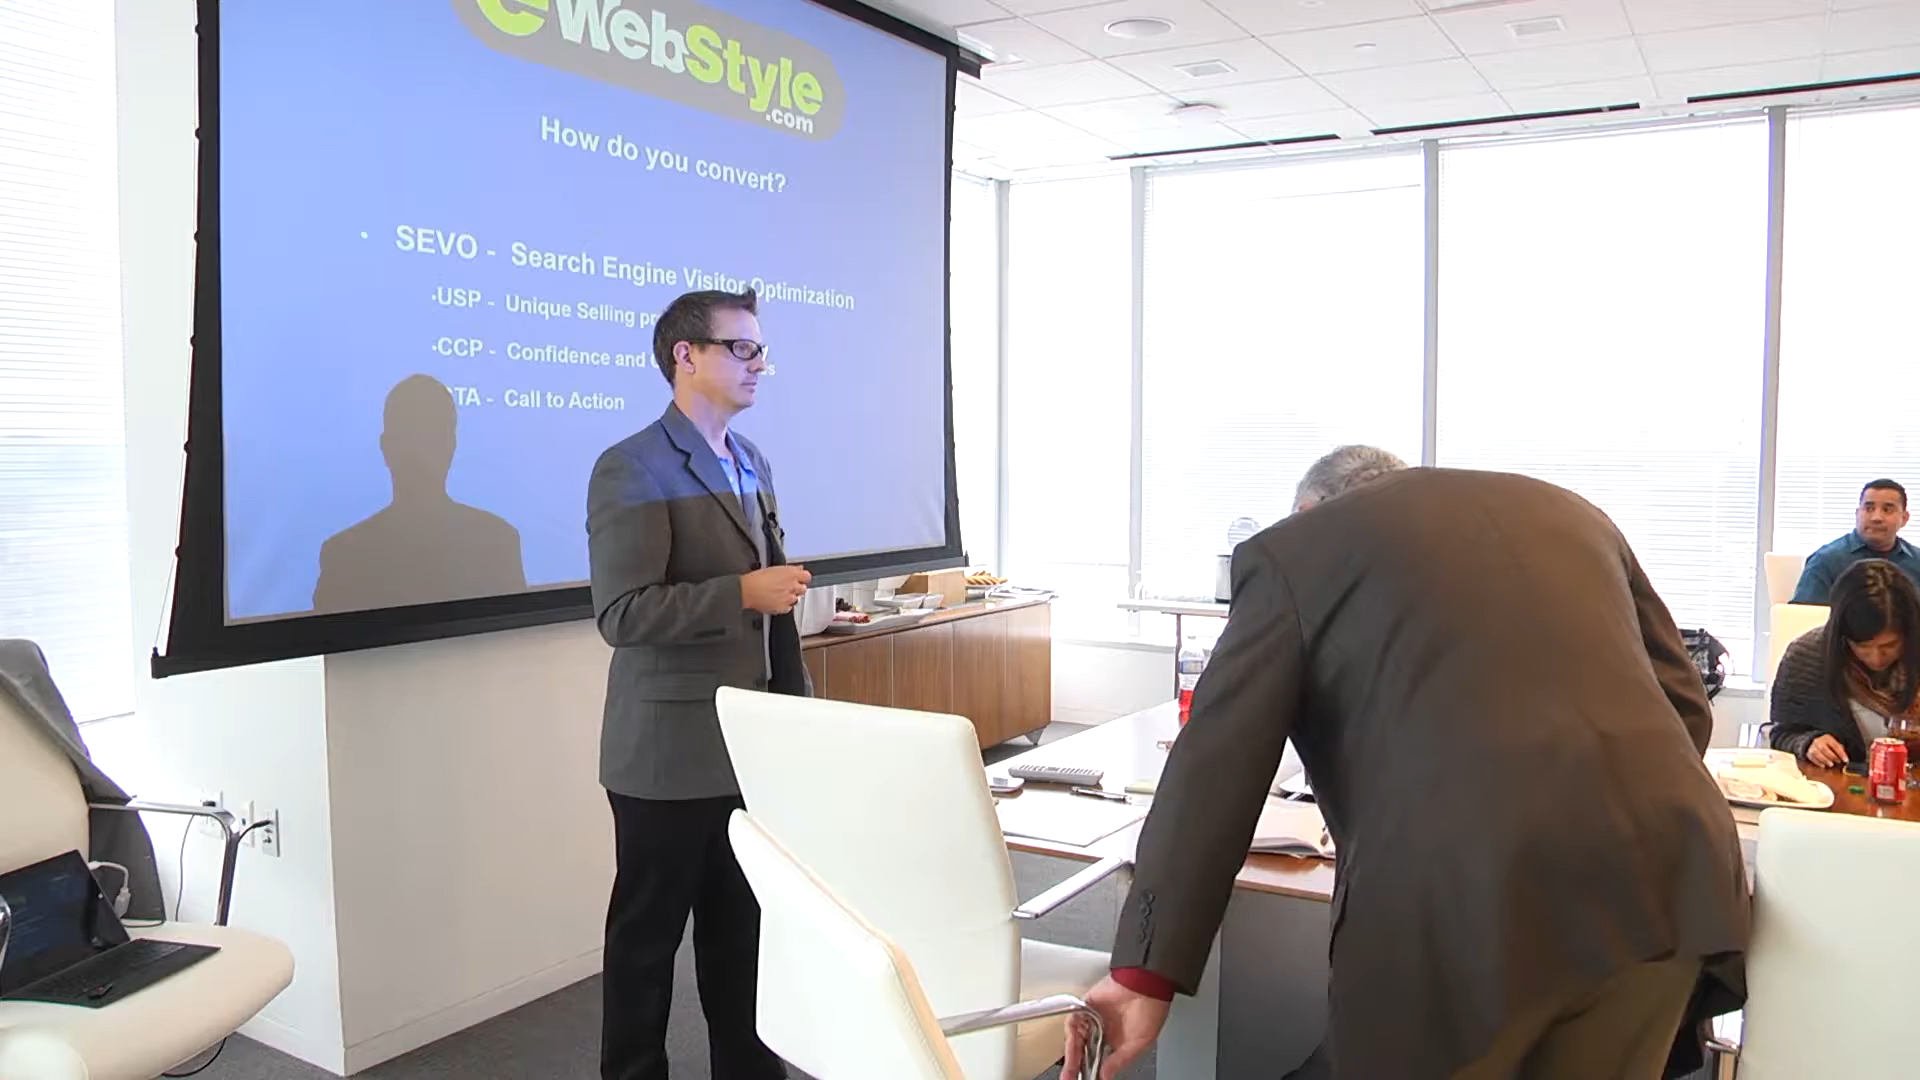 eWebStyle
.com
How do you convert?
• SEVO - Search Engine Visitor Optimization
•USP - Unique Selling
•CCP - Confidence and
TA - Call to Action